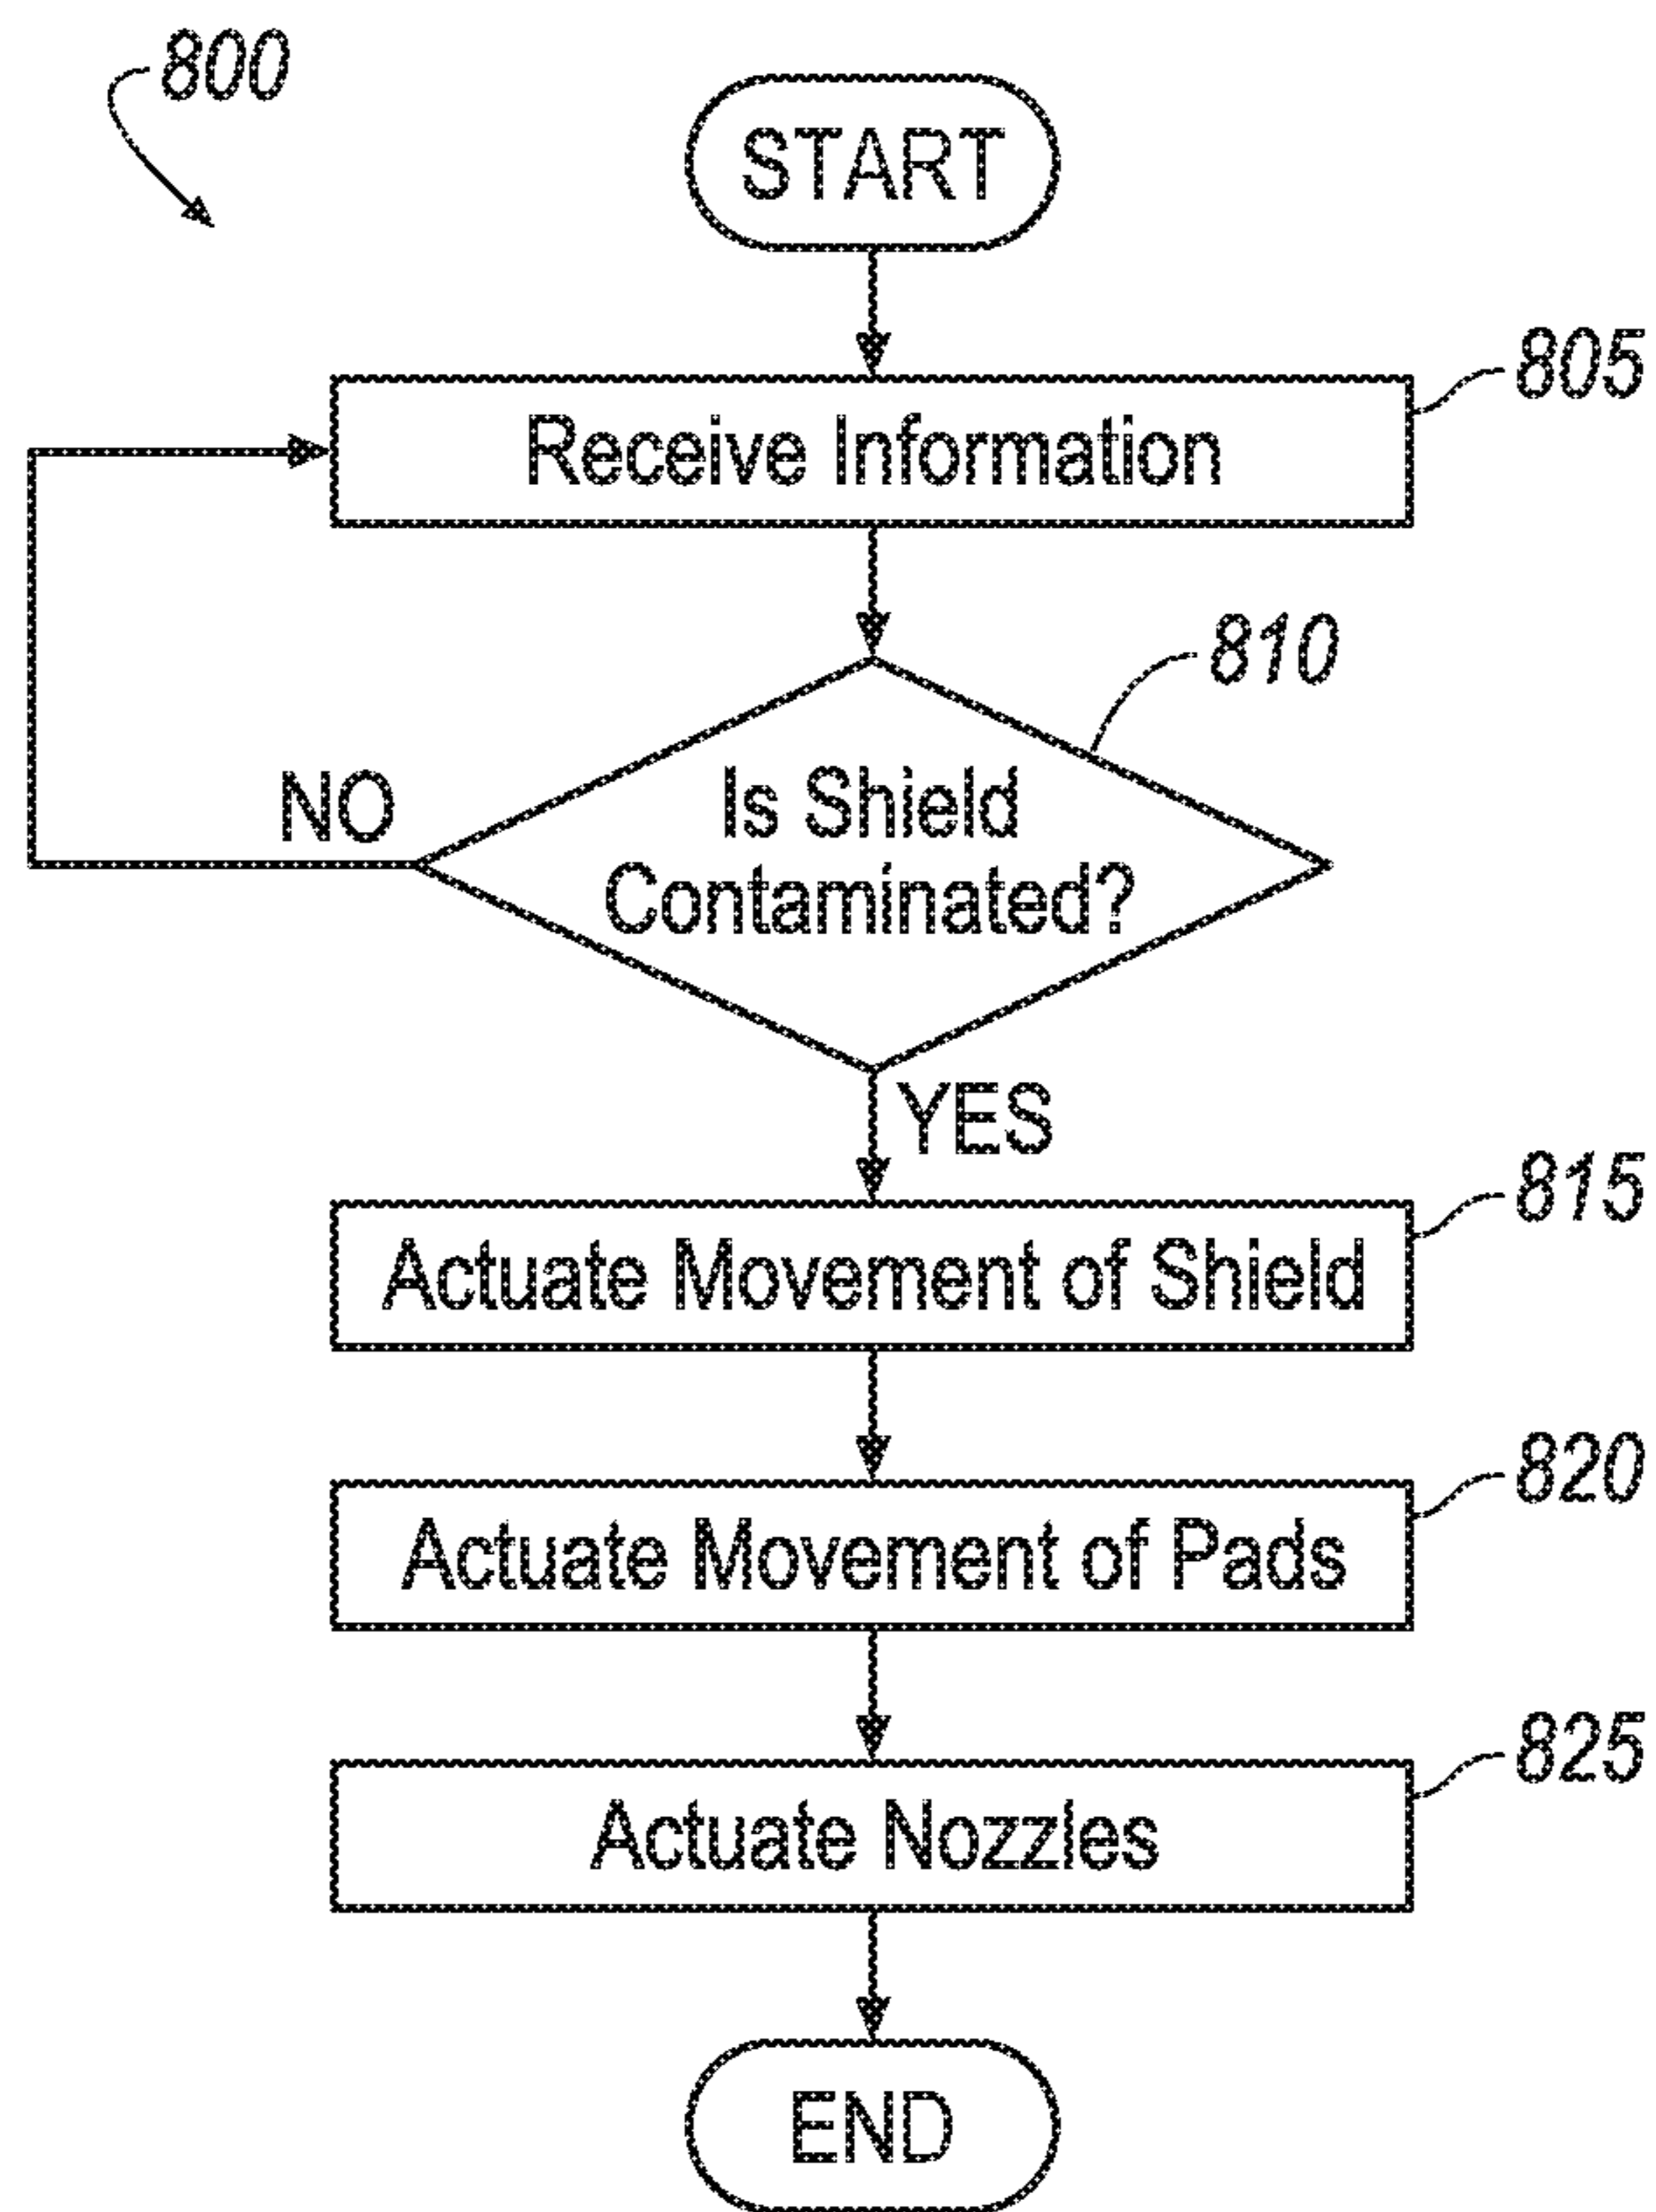 800
START
805
Receive Information
810
Is Shield
Contaminated?
NO
YES
815
Actuate Movement of Shield
820
Actuate Movement of Pads
825
Actuate Nozzles
END